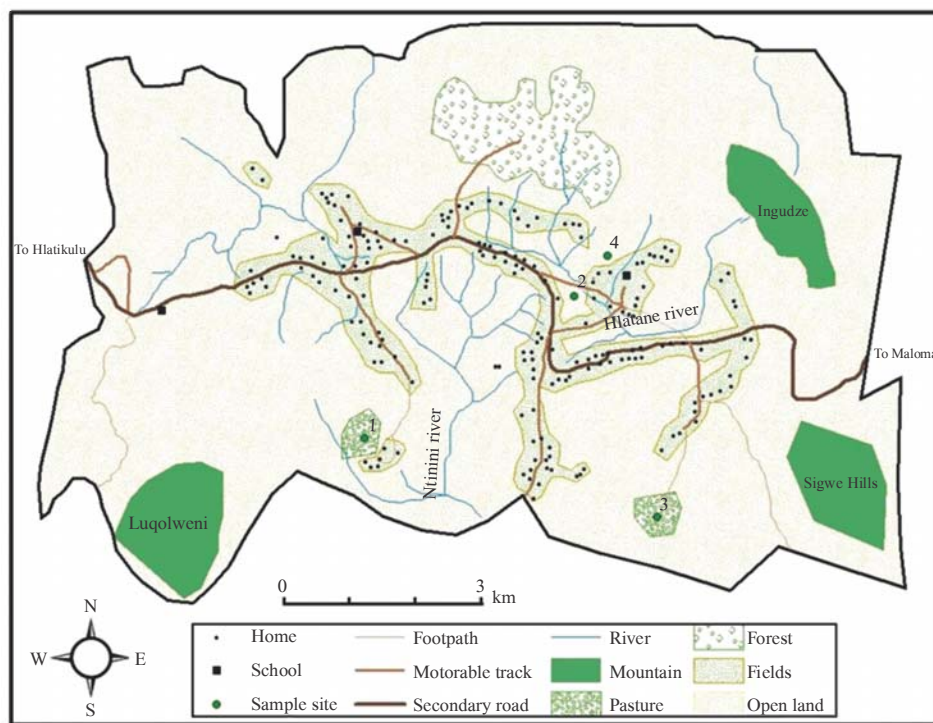 Ingudze
To Hlatikulu
4
2
Hlatane river
To Maloma
1
Ntinini river
3
Sigwe Hills
Luqolweni
0 3
km
N
W E
S
Home Footpath River Forest
School Motorable track Mountain Fields
Sample site Secondary road Pasture Open land